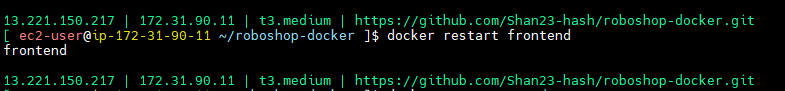 13.221.150.217 | 172.31.90.11 | t3.medium | https://github.com/Shan23-hash/roboshop-docker.git
[ ec2-user@ip-172-31-90-11 ~/roboshop-docker ]$ docker restart frontend
frontend
13.221.150.217 | 172.31.90.11 | t3.medium | https://github.com/Shan23-hash/roboshop-docker.git